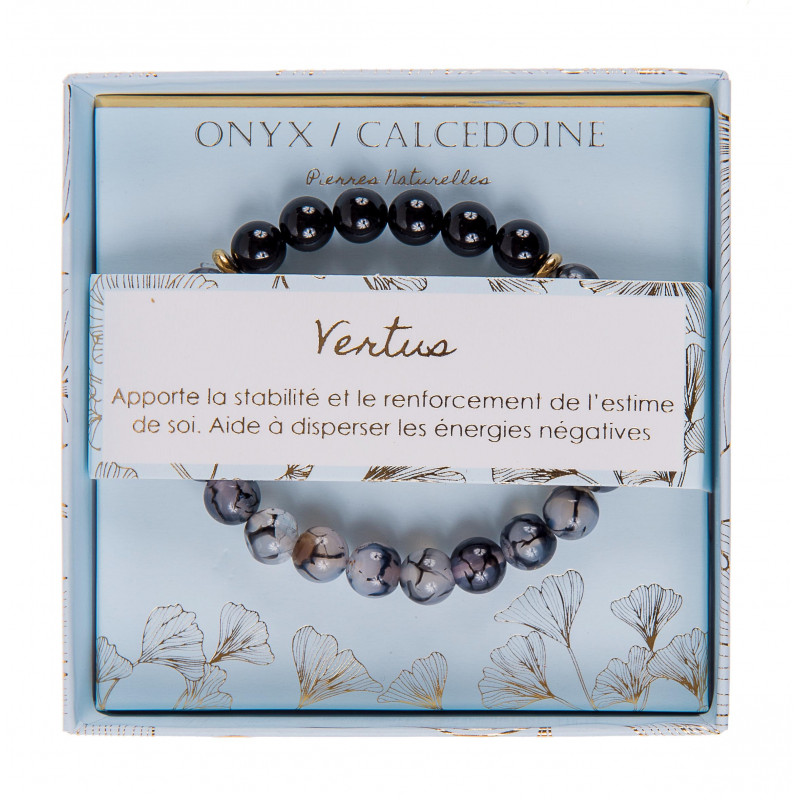 ONYX / CALCEDOINE
Pierres Naturelles
Vertus
Apporte la stabilité et le renforcement de l'estime
de soi. Aide à disperser les énergies négatives